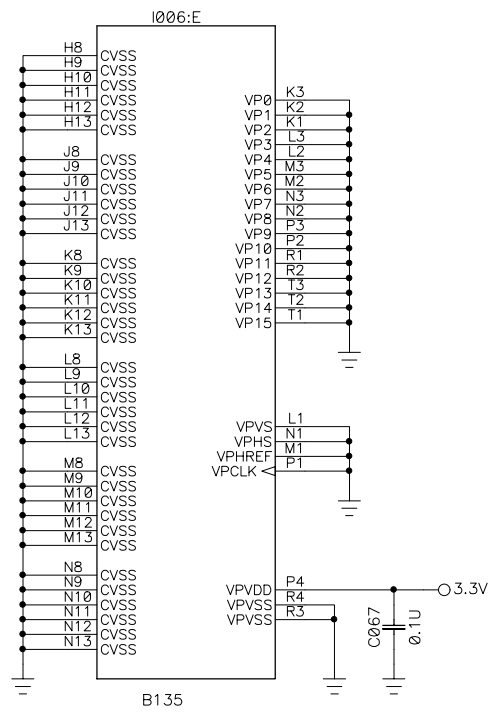 I006:E
H8 CVSS
H9 CVSS
H10 CVSS
H11 CVSS
H12 CVSS
H13 CVSS
J8 CVSS
J9 CVSS
J10 CVSS
J11 CVSS
J12 CVSS
J13 CVSS
K8 CVSS
K9 CVSS
K10 CVSS
K11 CVSS
K12 CVSS
K13 CVSS
L8 CVSS
L9 CVSS
L10 CVSS
L11 CVSS
L12 CVSS
L13 CVSS
M8 CVSS
M9 CVSS
M10 CVSS
M11 CVSS
M12 CVSS
M13 CVSS
N8 CVSS
N9 CVSS
N10 CVSS
N11 CVSS
N12 CVSS
N13 CVSS
VP0 K3
VP1 K2
VP2 K1
VP3 L3
VP4 L2
VP5 M3
VP6 M2
VP7 N3
VP8 N2
VP9 P3
VP10 P2
VP11 R1
VP12 R2
VP13 T3
VP14 T2
VP15 T1
VPVS L1
VPHS N1
VPHREF M1
VPCLK P1
VPVDD P4
VPVSS R4
VPVSS R3
3.3V
C067
0.1U
B135